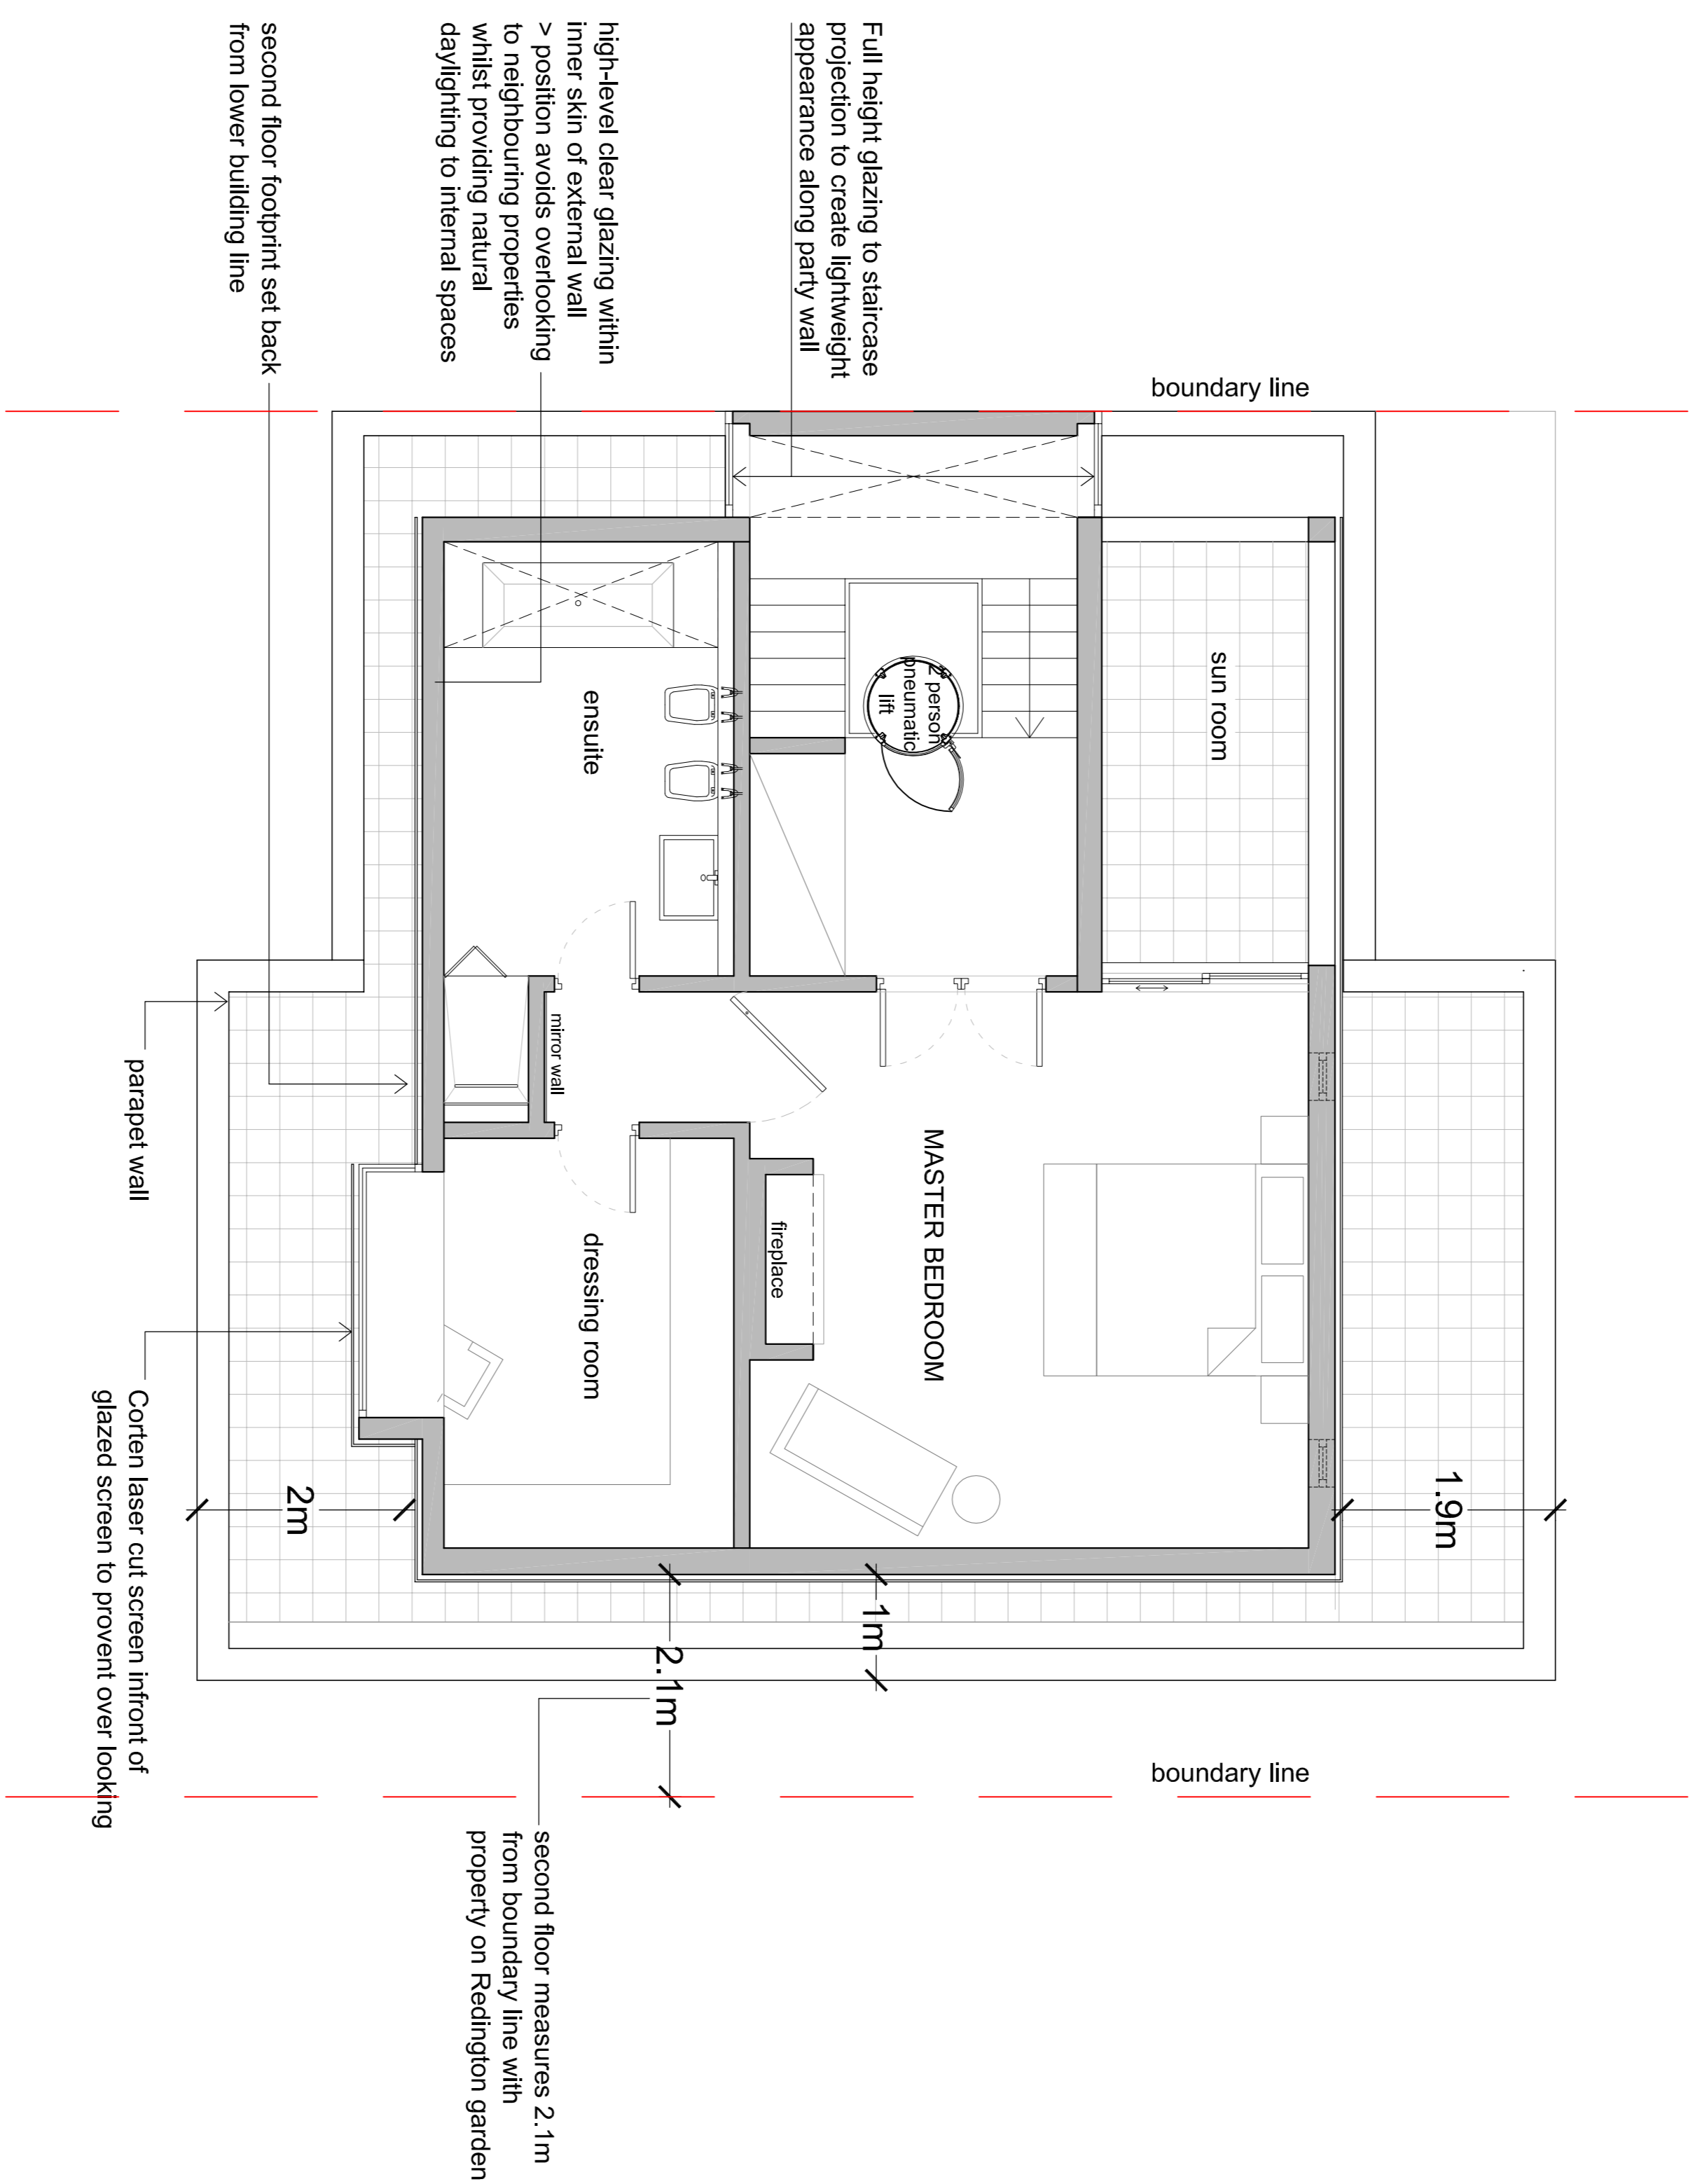 Full height glazing to staircase
projection to create lightweight
appearance along party wall
high-level clear glazing within
inner skin of external wall
> position avoids overlooking
to neighbouring properties
whilst providing natural
daylighting to internal spaces
second floor footprint set back
from lower building line
boundary line
sun room
2 person
pneumatic
lift
ensuite
mirror wall
MASTER BEDROOM
fireplace
dressing room
parapet wall
Corten laser cut screen infront of
glazed screen to provent over looking
1.9m
2m
1m
2.1m
boundary line
second floor measures 2.1m
from boundary line with
property on Redington garden